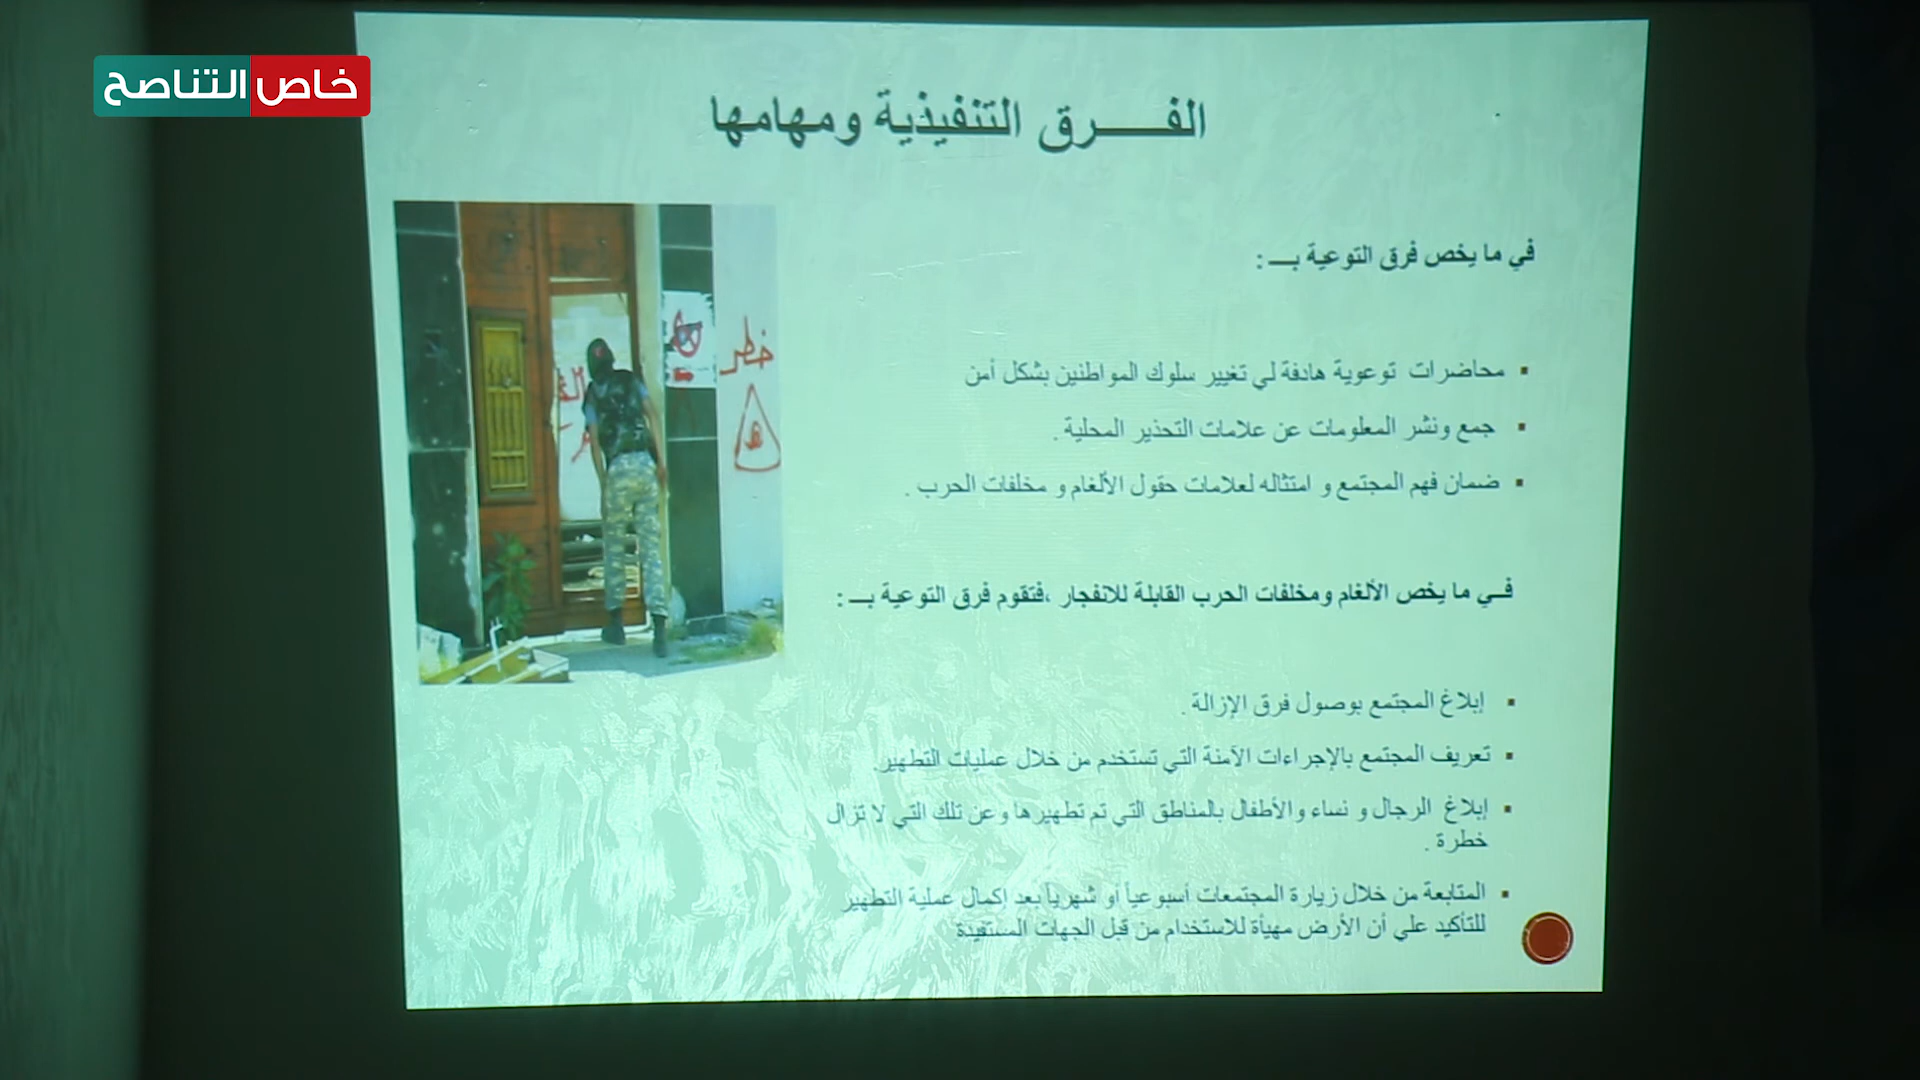 خاص التناصح
الفـــرق التنفيذية ومهامها
في ما يخص فرق التوعية بـــ :
▪ محاضرات توعوية هادفة لي تغيير سلوك المواطنين بشكل أمن
▪ جمع ونشر المعلومات عن علامات التحذير المحلية .
▪ ضمان فهم المجتمع و امتثاله لعلامات حقول الألغام و مخلفات الحرب .
خطر
فــي ما يخص الألغام ومخلفات الحرب القابلة للانفجار ،فتقوم فرق التوعية بـــ :
▪ إبلاغ المجتمع بوصول فرق الإزالة .
▪ تعريف المجتمع بالإجراءات الآمنة التي تستخدم من خلال عمليات التطهير.
▪ إبلاغ الرجال و نساء والأطفال بالمناطق التي تم تطهيرها وعن تلك التي لا تزال
خطرة .
▪ المتابعة من خلال زيارة المجتمعات أسبوعياً او شهرياً بعد إكمال عملية التطهير
للتأكيد علي أن الأرض مهيأة للاستخدام من قبل الجهات المستفيدة